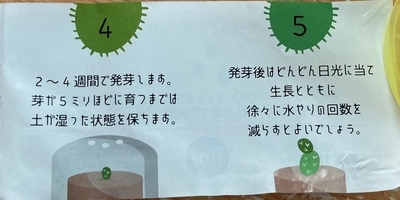 4
2～4週間で発芽します。
芽が5ミリほどに育つまでは
土が湿った状態を保ちます。
5
発芽後はどんどん日光に当て
生長とともに
徐々に水やりの回数を
減らすとよいでしょう。